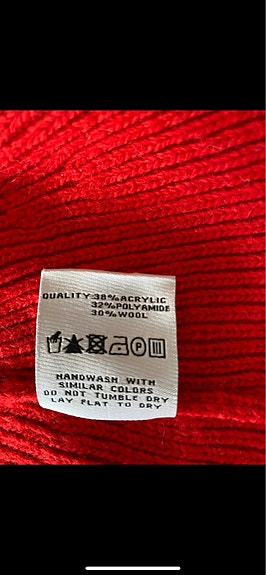 QUALITY:38%ACRYLIC
32%POLYAMIDE
30%WOOL
P
HANDWASH WITH
SIMILAR COLORS
DO NOT TUMBLE DRY
LAY FLAT TO DRY